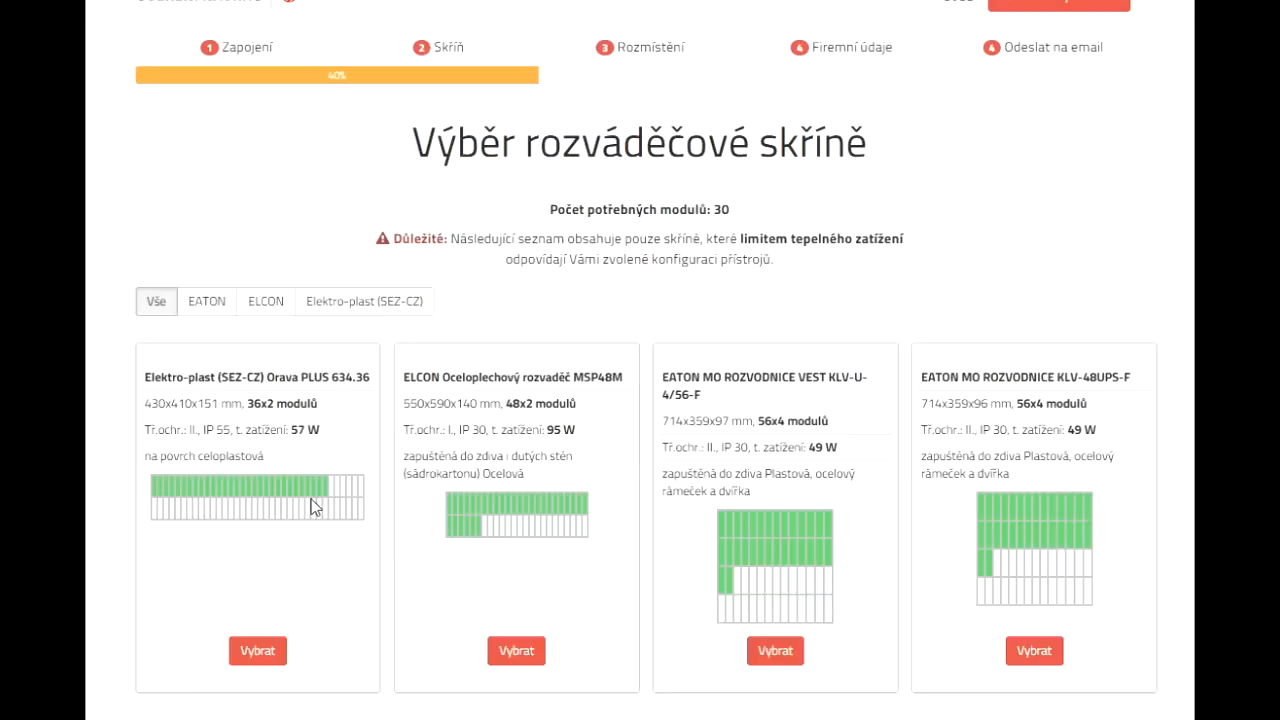 1 Zapojení
2 Skříň
3 Rozmístění
4 Firemní údaje
4 Odeslat na email
40%
Výběr rozváděčové skříně
Počet potřebných modulů: 30
Důležité: Následující seznam obsahuje pouze skříně, které limitem tepelného zatížení
odpovídají Vámi zvolené konfiguraci přístrojů.
Vše
EATON
ELCON
Elektro-plast (SEZ-CZ)
Elektro-plast (SEZ-CZ) Orava PLUS 634.36
430x410x151 mm, 36x2 modulů
Tř.ochr.: II., IP 55, t. zatížení: 57 W
na povrch celoplastová
Vybrat
ELCON Oceloplechový rozvaděč MSP48M
550x590x140 mm, 48x2 modulů
Tř.ochr.: I., IP 30, t. zatížení: 95 W
zapuštěná do zdiva i dutých stěn
(sádrokartonu) Ocelová
Vybrat
EATON MO ROZVODNICE VEST KLV-U-
4/56-F
714x359x97 mm, 56x4 modulů
Tř.ochr.: II., IP 30, t. zatížení: 49 W
zapuštěná do zdiva Plastová, ocelový
rámeček a dvířka
Vybrat
EATON MO ROZVODNICE KLV-48UPS-F
714x359x96 mm, 56x4 modulů
Tř.ochr.: II., IP 30, t. zatížení: 49 W
zapuštěná do zdiva Plastová, ocelový
rámeček a dvířka
Vybrat